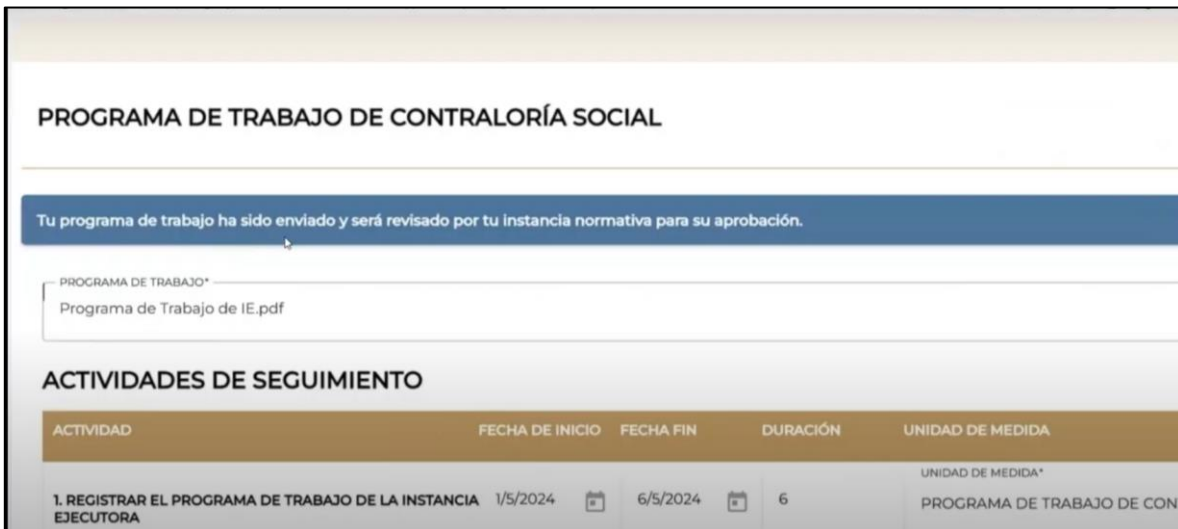 PROGRAMA DE TRABAJO DE CONTRALORÍA SOCIAL
Tu programa de trabajo ha sido enviado y será revisado por tu instancia normativa para su aprobación.
PROGRAMA DE TRABAJO*
Programa de Trabajo de IE.pdf
ACTIVIDADES DE SEGUIMIENTO
ACTIVIDAD FECHA DE INICIO FECHA FIN DURACIÓN UNIDAD DE MEDIDA
UNIDAD DE MEDIDA*
1. REGISTRAR EL PROGRAMA DE TRABAJO DE LA INSTANCIA 1/5/2024 6/5/2024 6 PROGRAMA DE TRABAJO DE CON
EJECUTORA